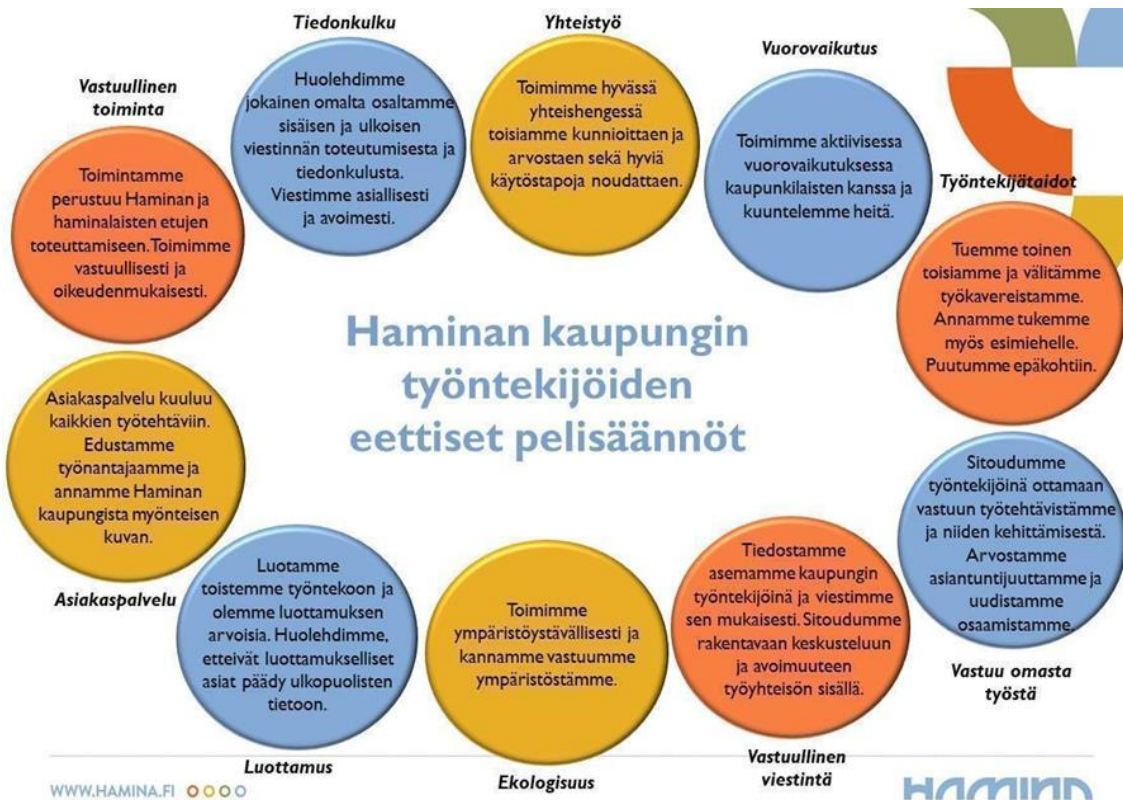 Haminan kaupungin
työntekijöiden
eettiset pelisäännöt
Tiedonkulku
Huolehdimme
jokainen omalta osaltamme
sisäisen ja ulkoisen
viestinnän toteutumisesta ja
tiedonkulusta.
Viestimme asiallisesti
ja avoimesti.
Yhteistyö
Toimimme hyvässä
yhteishengessä
toisiamme kunnioittaen ja
arvostaen sekä hyviä
käytöstapoja noudattaen.
Vuorovaikutus
Toimimme aktiivisessa
vuorovaikutuksessa
kaupunkilaisten kanssa ja
kuuntelemme heitä.
Työntekijätaidot
Tuemme toinen
toisiamme ja välitämme
työkavereistamme.
Annamme tukemme
myös esimiehelle.
Puutumme epäkohtiin.
Sitoudumme
työntekijöinä ottamaan
vastuun työtehtävistämme
ja niiden kehittämisestä.
Arvostamme
asiantuntijuuttamme ja
uudistamme
osaamistamme.
Vastuu omasta
työstä
Tiedostamme
asemamme kaupungin
työntekijöinä ja viestimme
sen mukaisesti. Sitoudumme
rakentavaan keskusteluun
ja avoimuuteen
työyhteisön sisällä.
Vastuullinen
viestintä
Toimimme
ympäristöystävällisesti ja
kannamme vastuumme
ympäristöstämme.
Ekologisuus
Luotamme
toistemme työntekoon ja
olemme luottamuksen
arvoisia. Huolehdimme,
etteivät luottamukselliset
asiat päädy ulkopuolisten
tietoon.
Luottamus
Asiakaspalvelu kuuluu
kaikkien työtehtäviin.
Edustamme
työnantajaamme ja
annamme Haminan
kaupungista myönteisen
kuvan.
Asiakaspalvelu
Vastuullinen
toiminta
Toimintamme
perustuu Haminan ja
haminalaisten etujen
toteuttamiseen. Toimimme
vastuullisesti ja
oikeudenmukaisesti.
WWW.HAMINA.FI
HAMINA